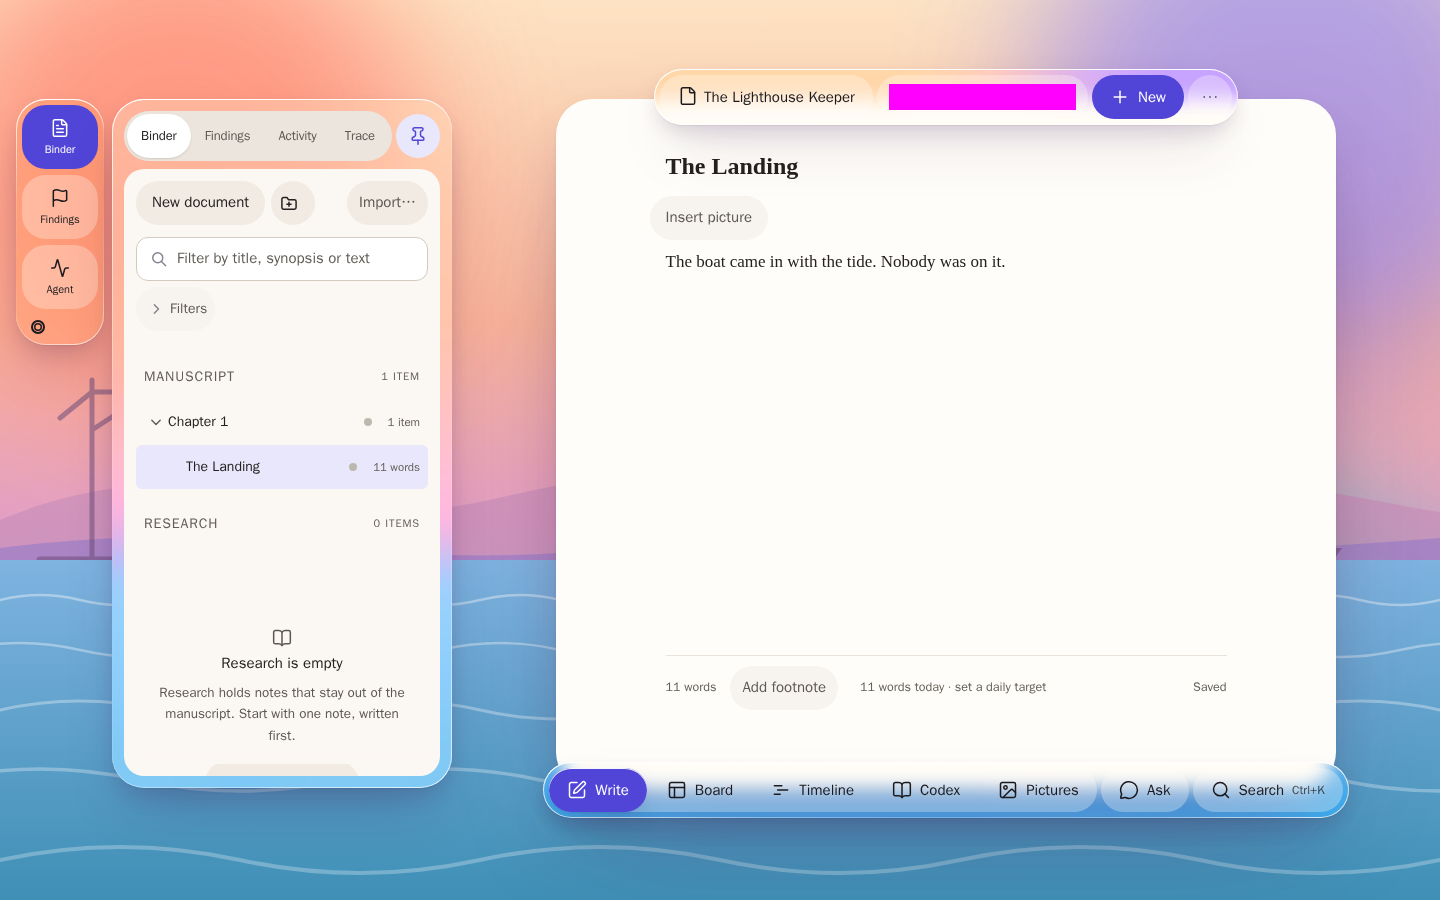 The Lighthouse Keeper
New
Binder
Findings
Agent
Binder Findings Activity Trace
New document
Import···
Filter by title, synopsis or text
Filters
MANUSCRIPT 1 ITEM
Chapter 1 1 item
The Landing 11 words
RESEARCH 0 ITEMS
Research is empty
Research holds notes that stay out of the
manuscript. Start with one note, written
first.
The Landing
Insert picture
The boat came in with the tide. Nobody was on it.
11 words Add footnote 11 words today · set a daily target Saved
Write Board Timeline Codex Pictures Ask Search Ctrl+K